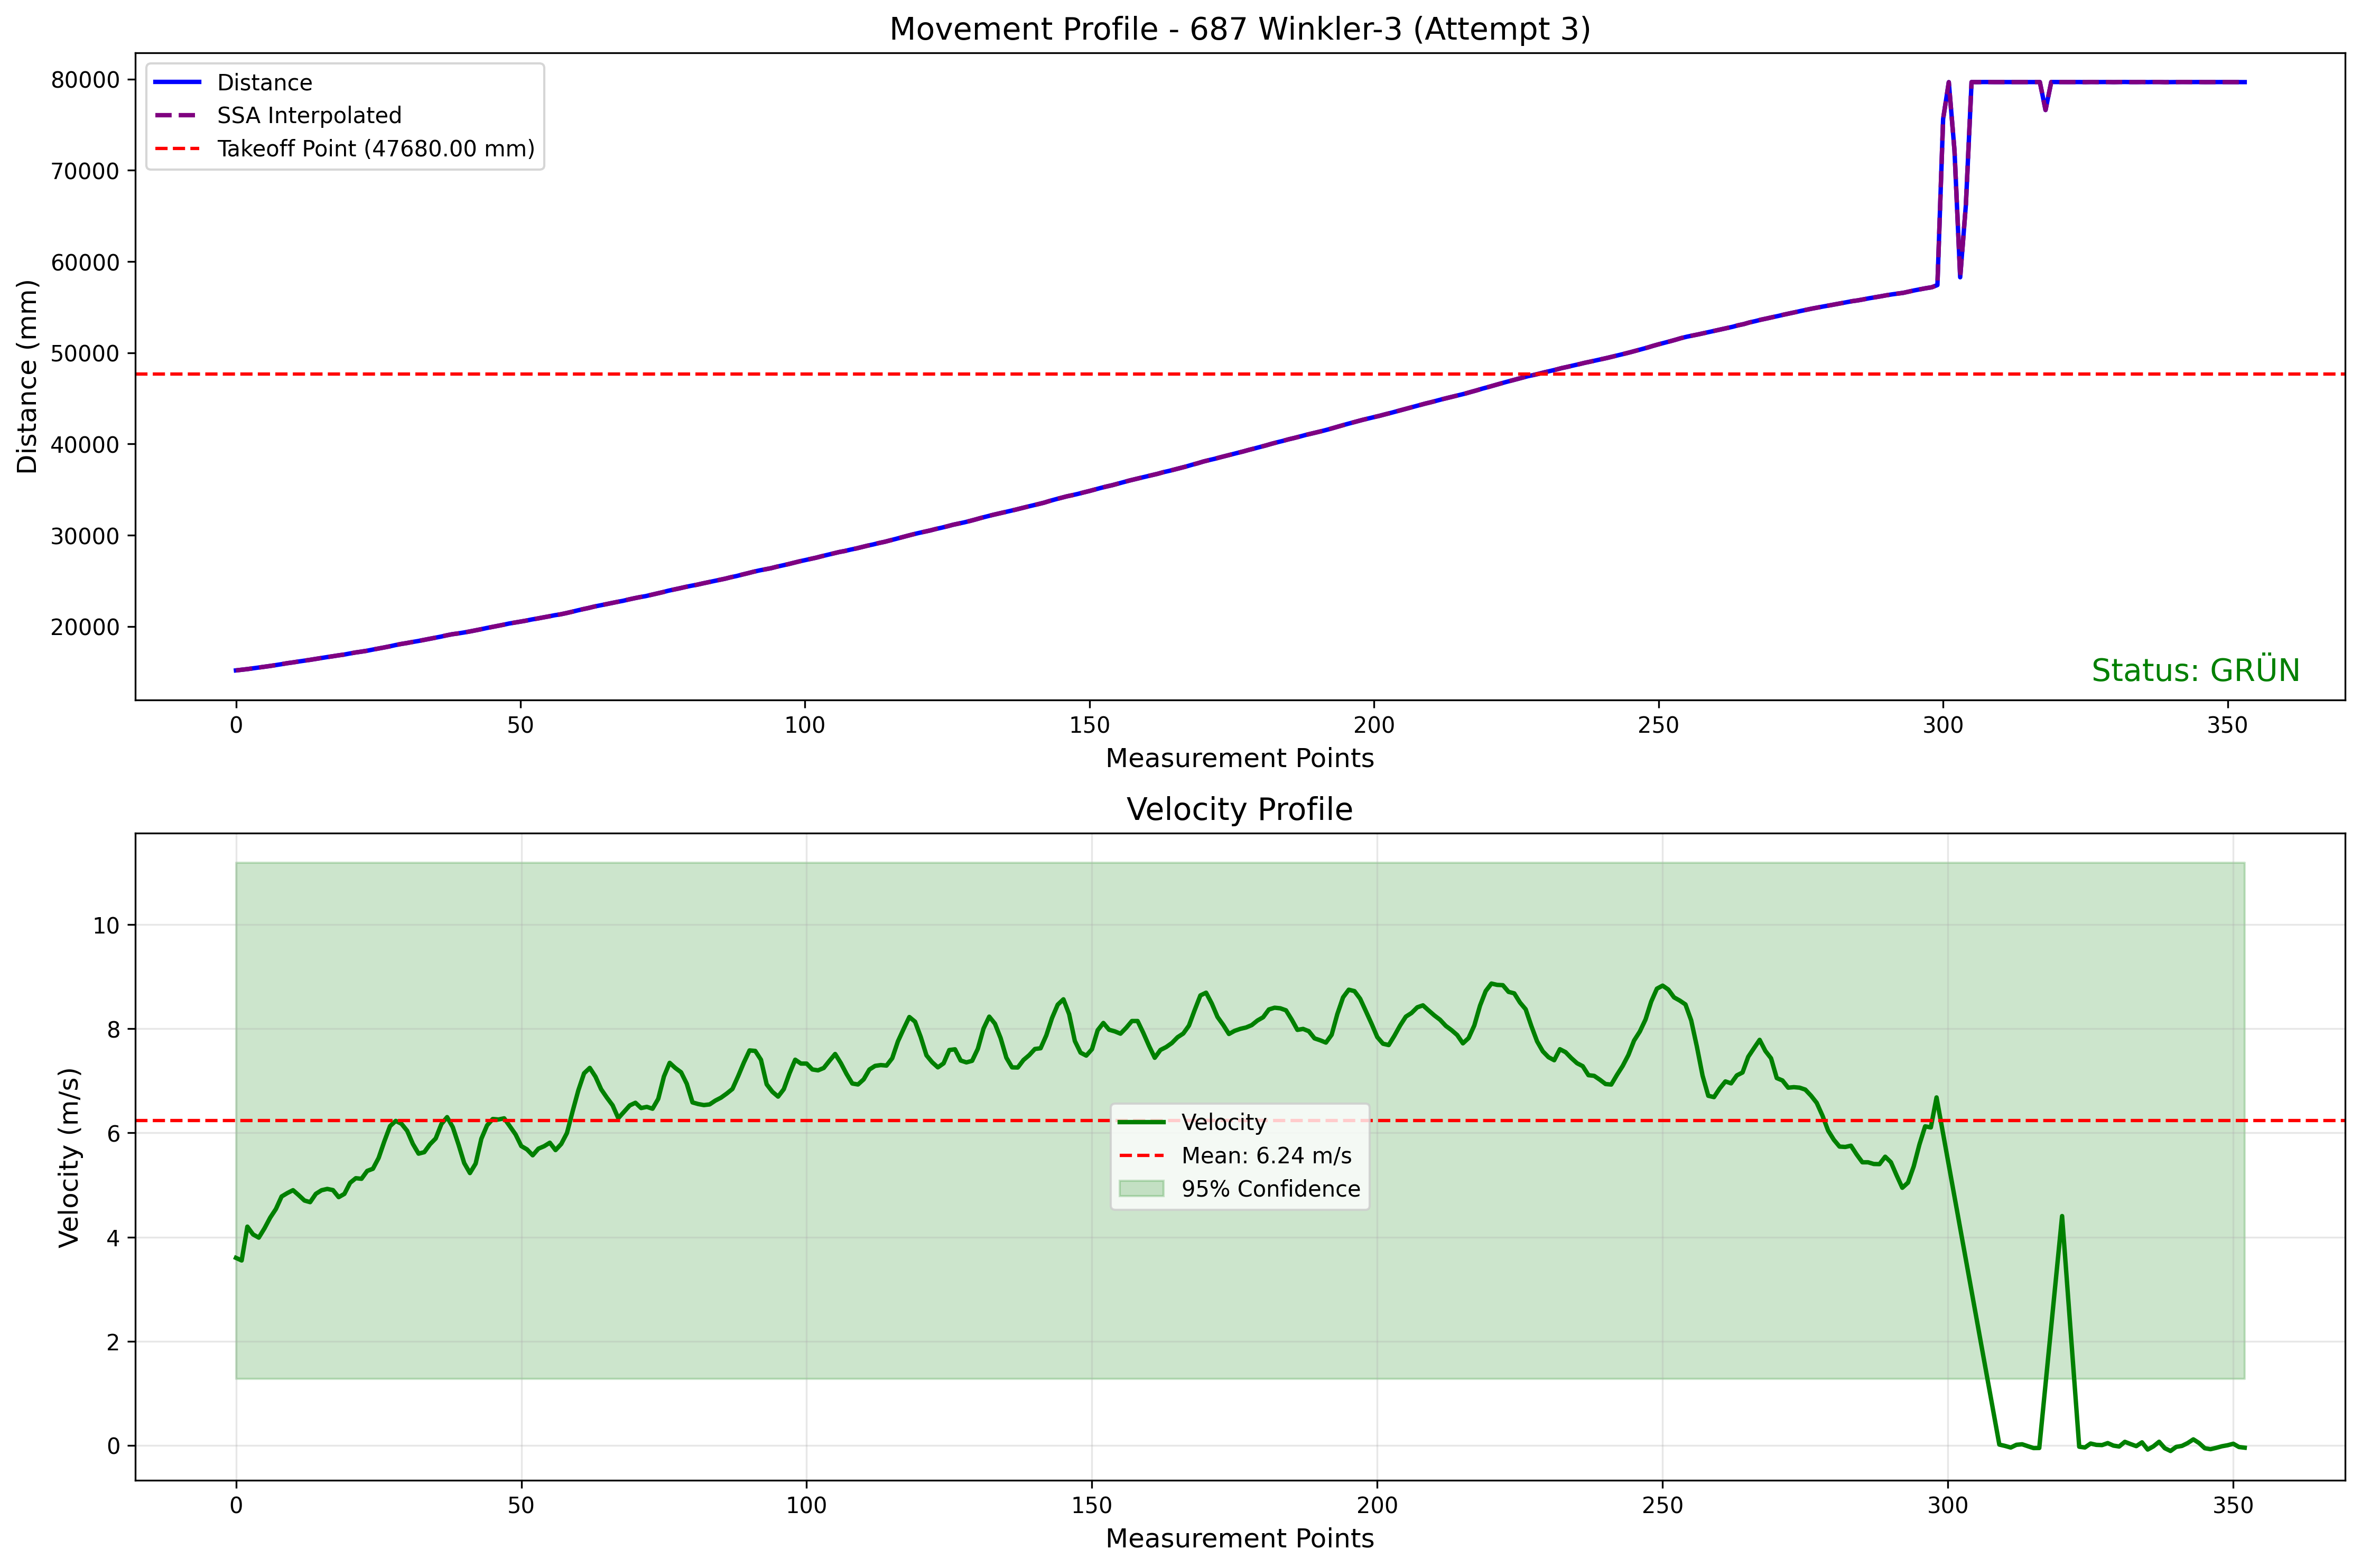 Movement Profile - 687 Winkler-3 (Attempt 3)
Distance
SSA Interpolated
Takeoff Point (47680.00 mm)
Distance (mm)
80000
70000
60000
50000
40000
30000
20000
Status: GRÜN
0 50 100 150 200 250 300 350
Measurement Points
Velocity Profile
Velocity (m/s)
10
8
6
4
2
0
Velocity
Mean: 6.24 m/s
95% Confidence
0 50 100 150 200 250 300 350
Measurement Points